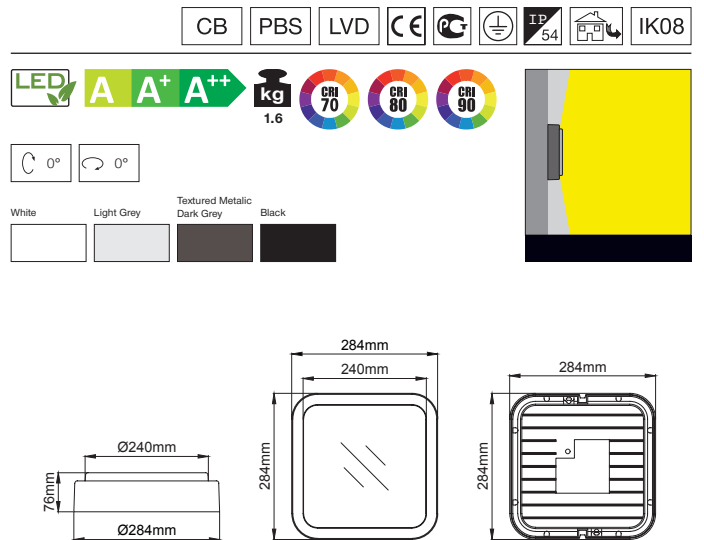 CB PBS LVD CE PCT IP 54 IK08
LED A A+ A++ kg CRI 70 CRI 80 CRI 90
1.6
0° 0°
White Light Grey Textured Metalic Dark Grey Black
284mm
240mm 284mm
284mm 284mm
Ø240mm
76mm
Ø284mm